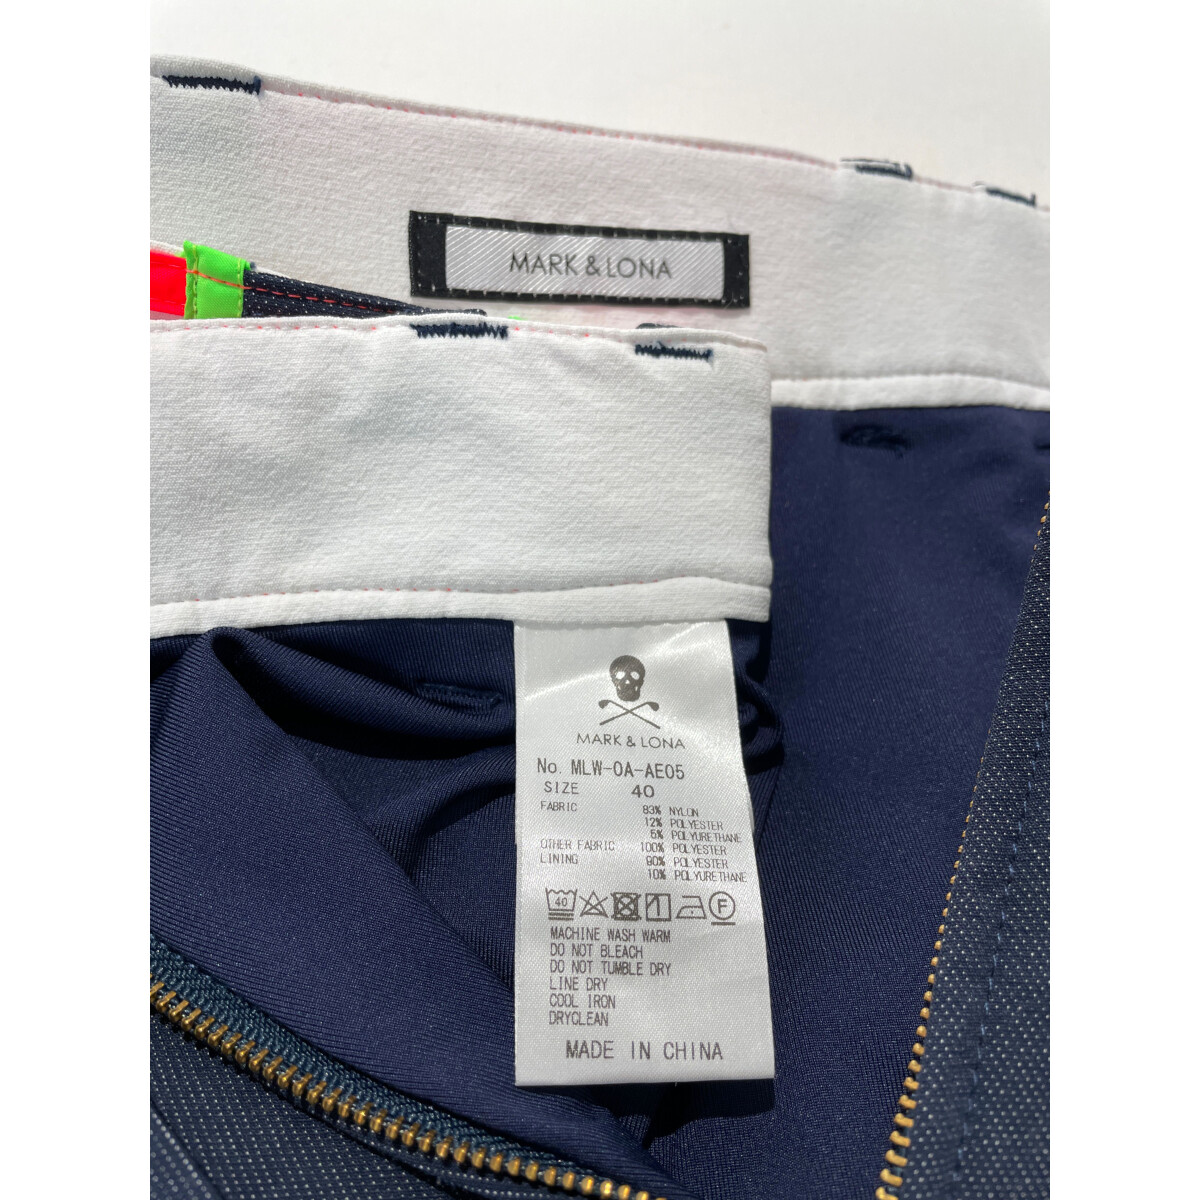 MARK & LONA
MARK & LONA
No. MLW-0A-AE05
SIZE 40
FABRIC 83% NYLON
12% POLYESTER
5% POLYURETHANE
OTHER FABRIC 100% POLYESTER
LINING 90% POLYESTER
10% POLYURETHANE
40 F
MACHINE WASH WARM
DO NOT BLEACH
DO NOT TUMBLE DRY
LINE DRY
COOL IRON
DRYCLEAN
MADE IN CHINA